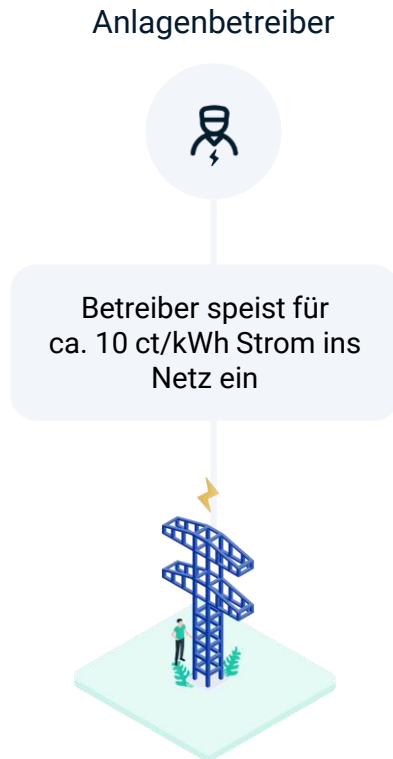 Anlagenbetreiber
Betreiber speist für
ca. 10 ct/kWh Strom ins
Netz ein